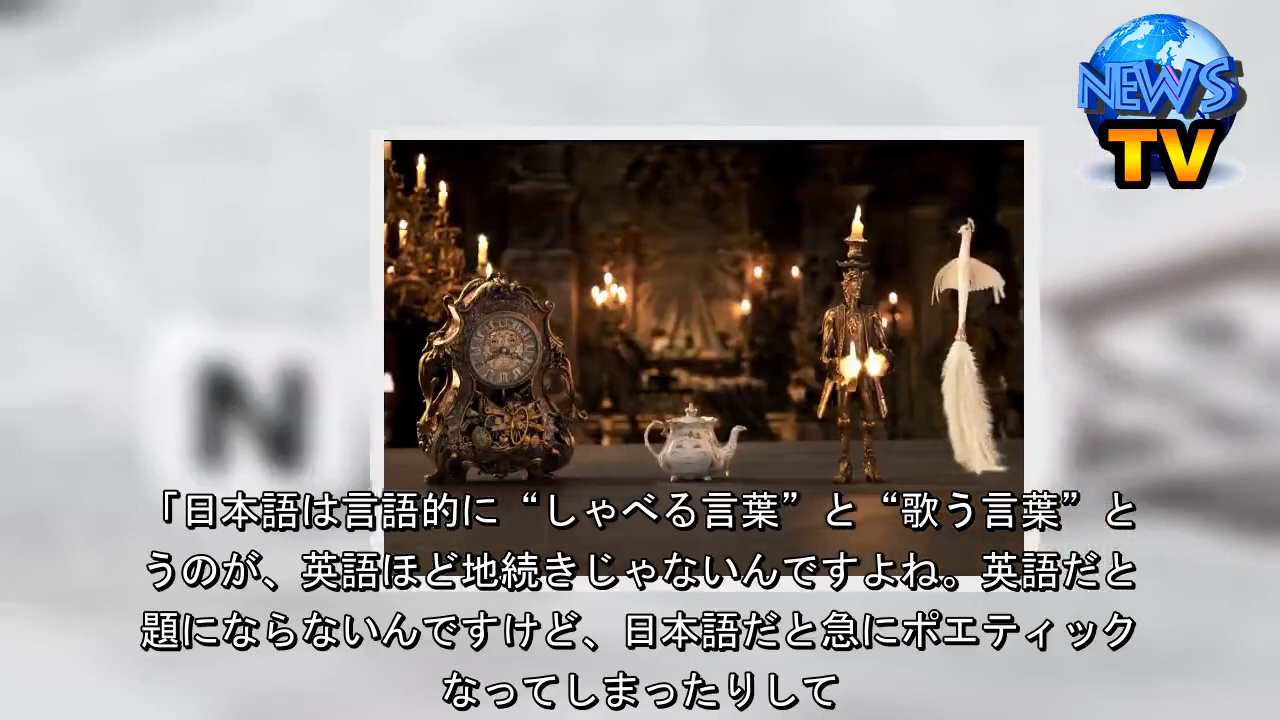 NEWS
TV
N
「日本語は言語的に“しゃべる言葉”と“歌う言葉”と
うのが、英語ほど地続きじゃないんですよね。英語だと
題にならないんですけど、日本語だと急にポエティック
なってしまったりして